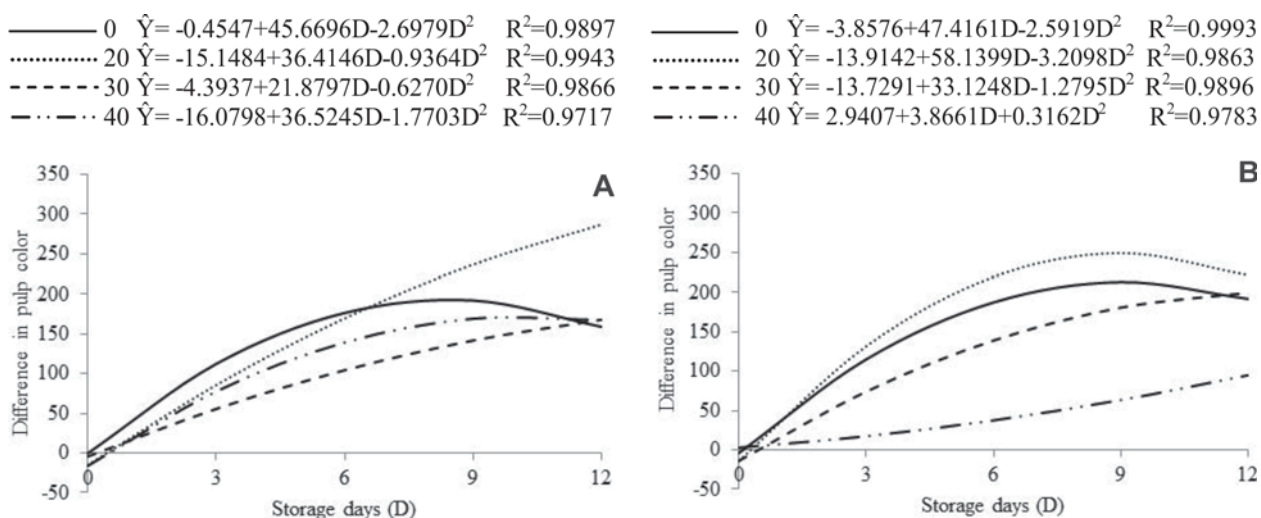 0 Ŷ= -0.4547+45.6696D-2.6979D² R²=0.9897
20 Ŷ= -15.1484+36.4146D-0.9364D² R²=0.9943
30 Ŷ= -4.3937+21.8797D-0.6270D² R²=0.9866
40 Ŷ= -16.0798+36.5245D-1.7703D² R²=0.9717
A
350
300
250
200
150
100
50
0
-50
0 3 6 9 12
Difference in pulp color
Storage days (D)
0 Ŷ= -3.8576+47.4161D-2.5919D² R²=0.9993
20 Ŷ= -13.9142+58.1399D-3.2098D² R²=0.9863
30 Ŷ= -13.7291+33.1248D-1.2795D² R²=0.9896
40 Ŷ= 2.9407+3.8661D+0.3162D² R²=0.9783
B
350
300
250
200
150
100
50
0
-50
0 3 6 9 12
Difference in pulp color
Storage days (D)